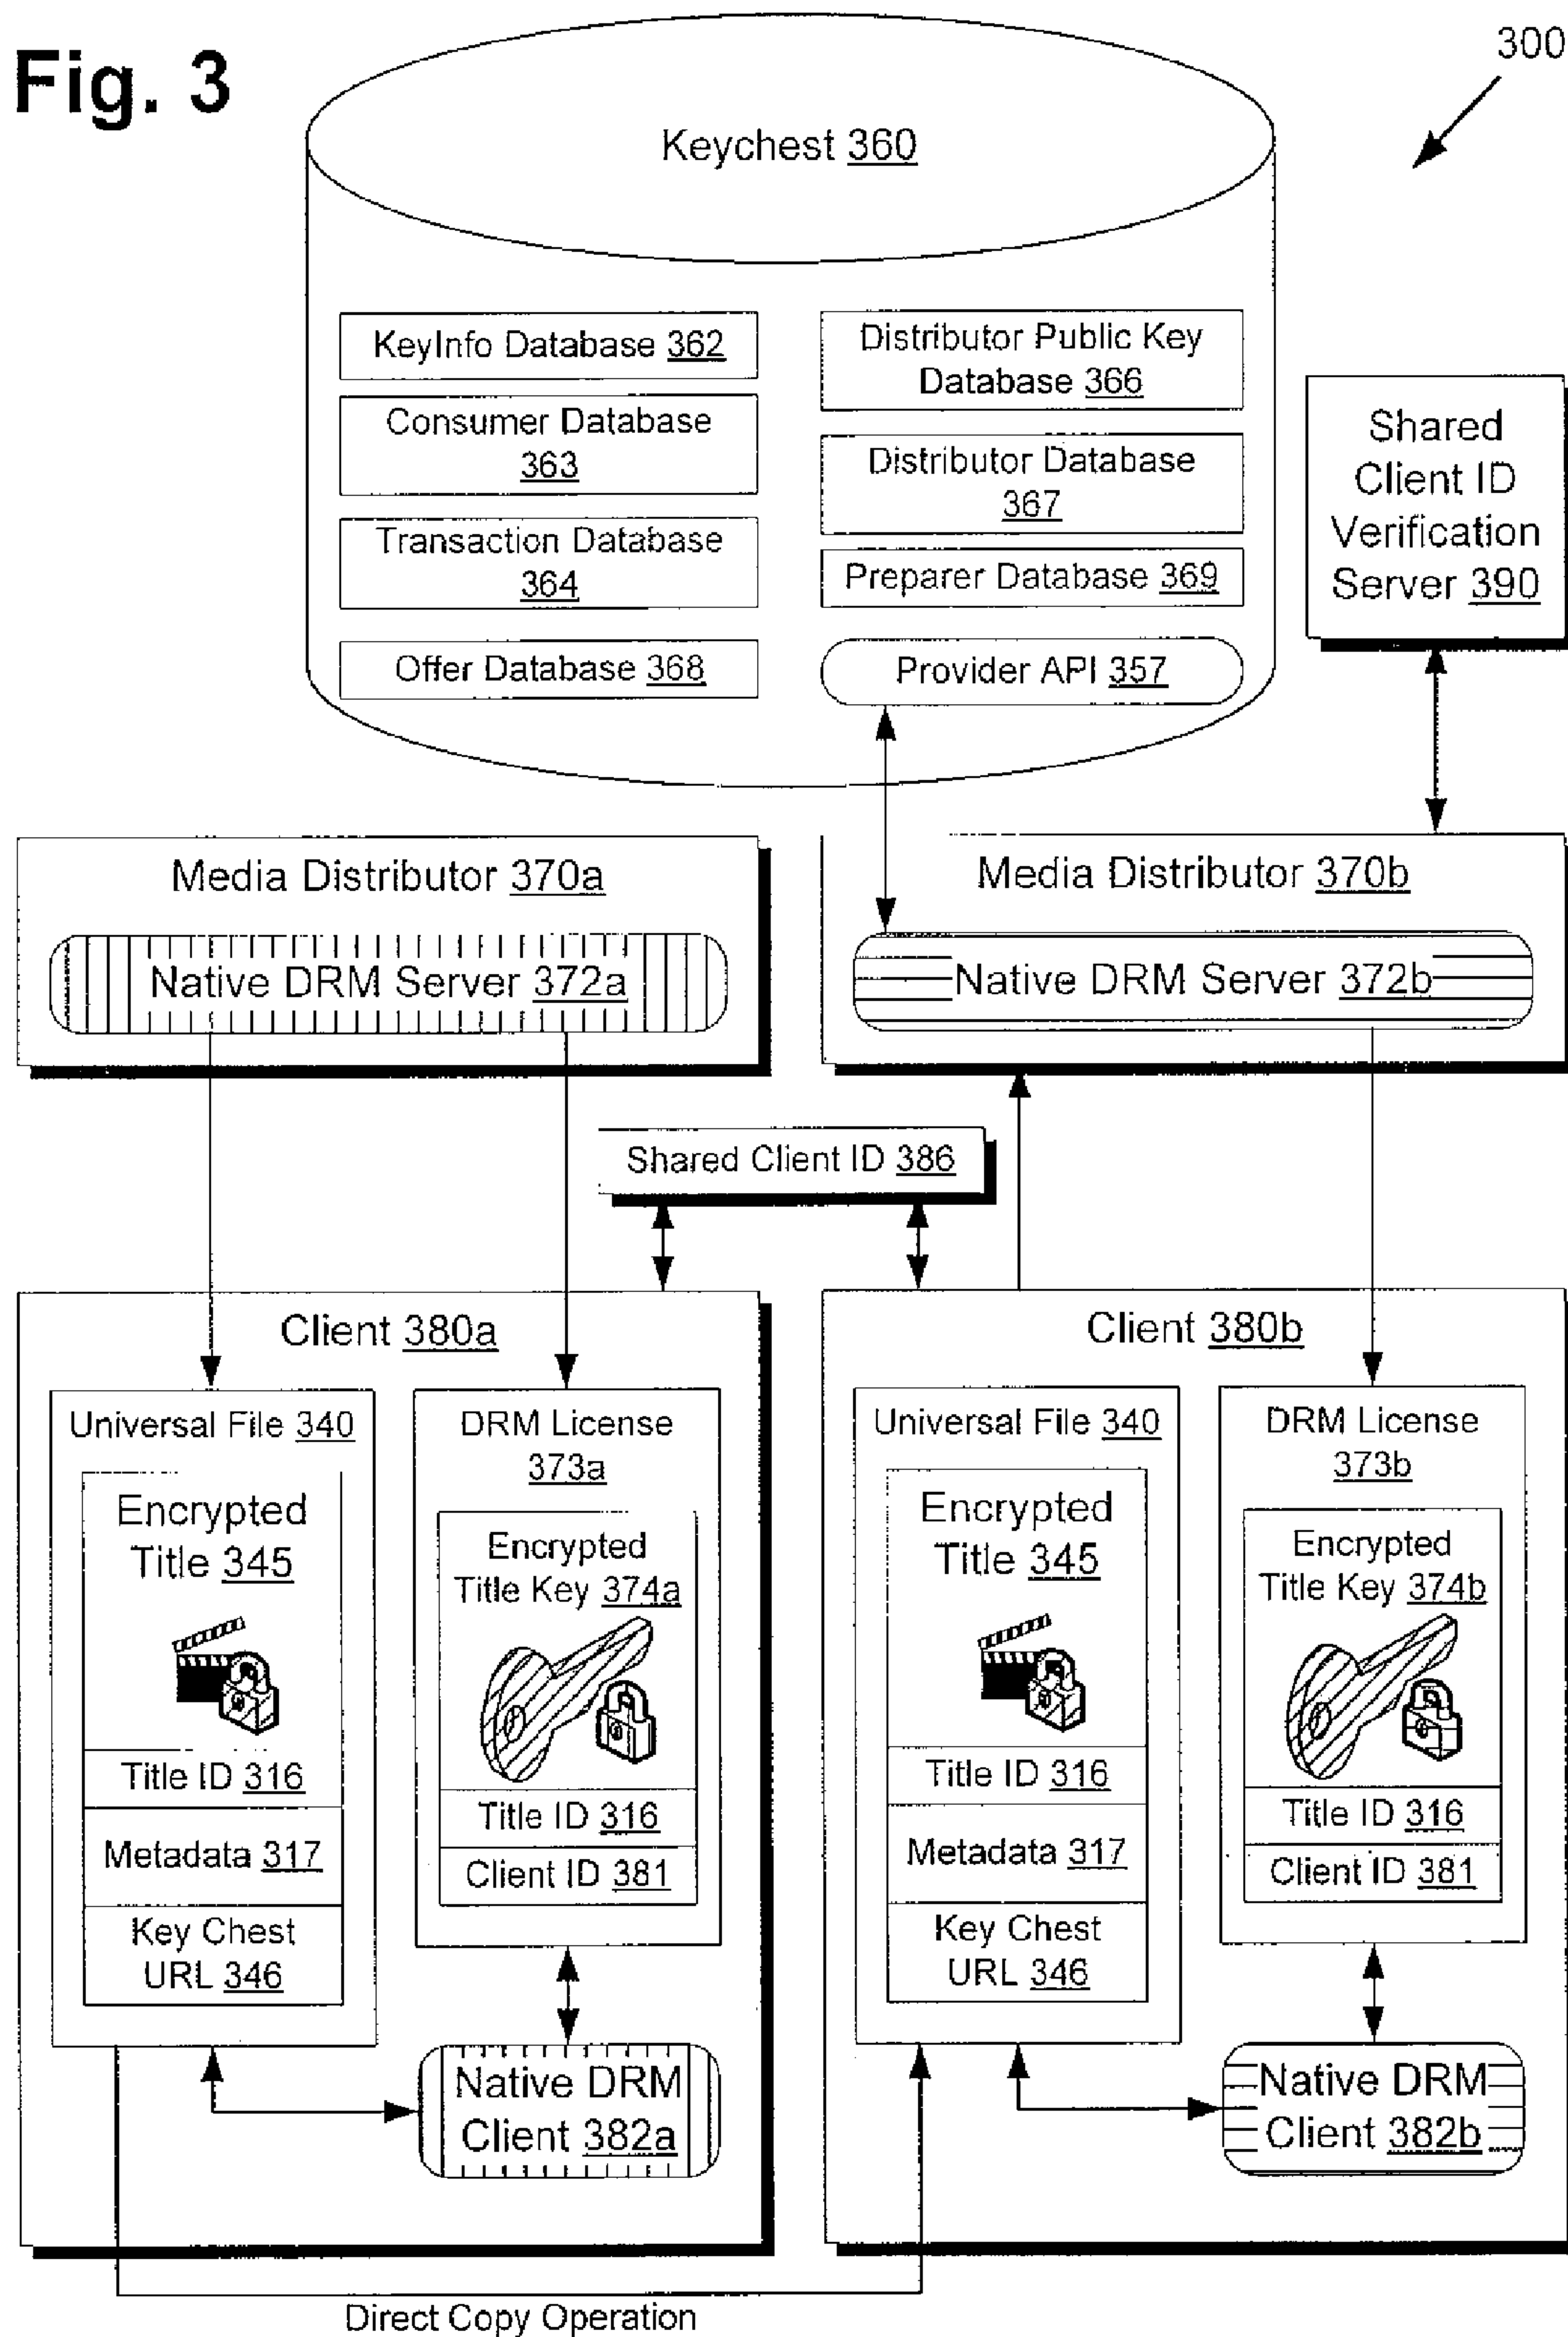 Fig. 3
300
Keychest 360
KeyInfo Database 362
Consumer Database
363
Transaction Database
364
Offer Database 368
Distributor Public Key
Database 366
Distributor Database
367
Preparer Database 369
Provider API 357
Shared
Client ID
Verification
Server 390
Media Distributor 370a
Native DRM Server 372a
Media Distributor 370b
Native DRM Server 372b
Shared Client ID 386
Client 380a
Universal File 340
Encrypted
Title 345
Title ID 316
Metadata 317
Key Chest
URL 346
DRM License
373a
Encrypted
Title Key 374a
Title ID 316
Client ID 381
Native DRM
Client 382a
Client 380b
Universal File 340
Encrypted
Title 345
Title ID 316
Metadata 317
Key Chest
URL 346
DRM License
373b
Encrypted
Title Key 374b
Title ID 316
Client ID 381
Native DRM
Client 382b
Direct Copy Operation